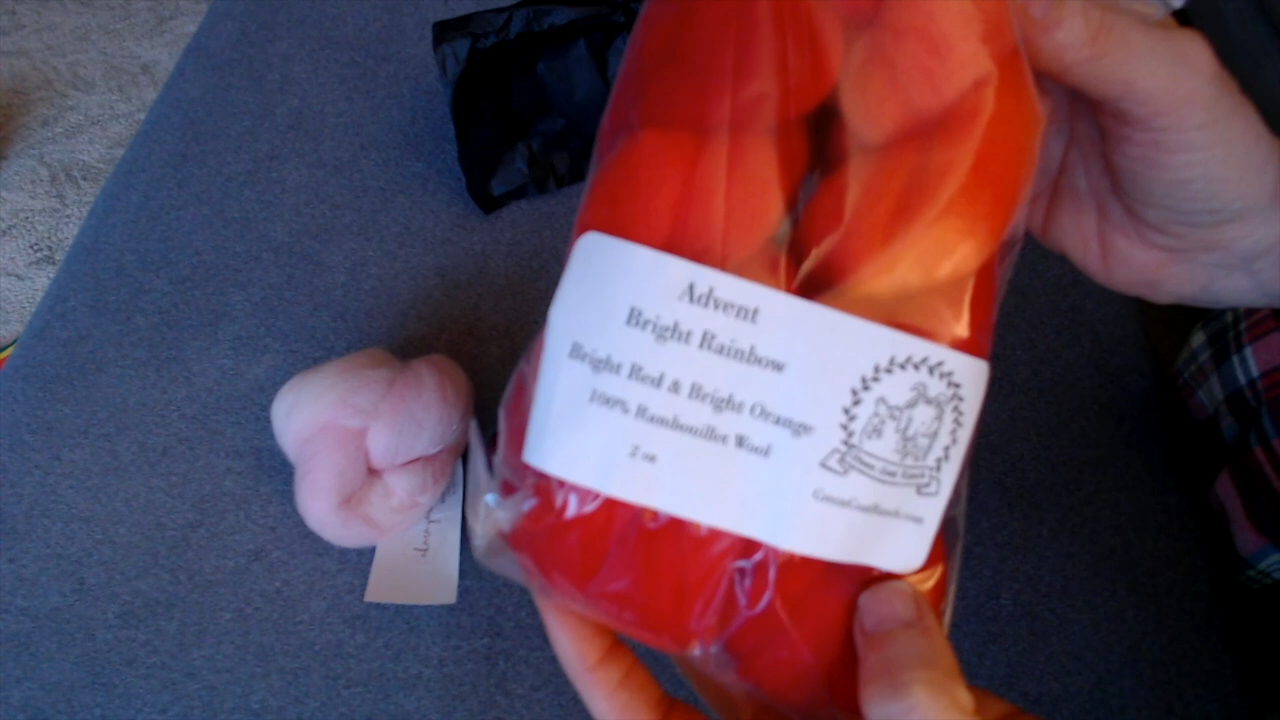 Advent
Bright Rainbow
Bright Red & Bright Orange
100% Rambouillet Wool
2 oz